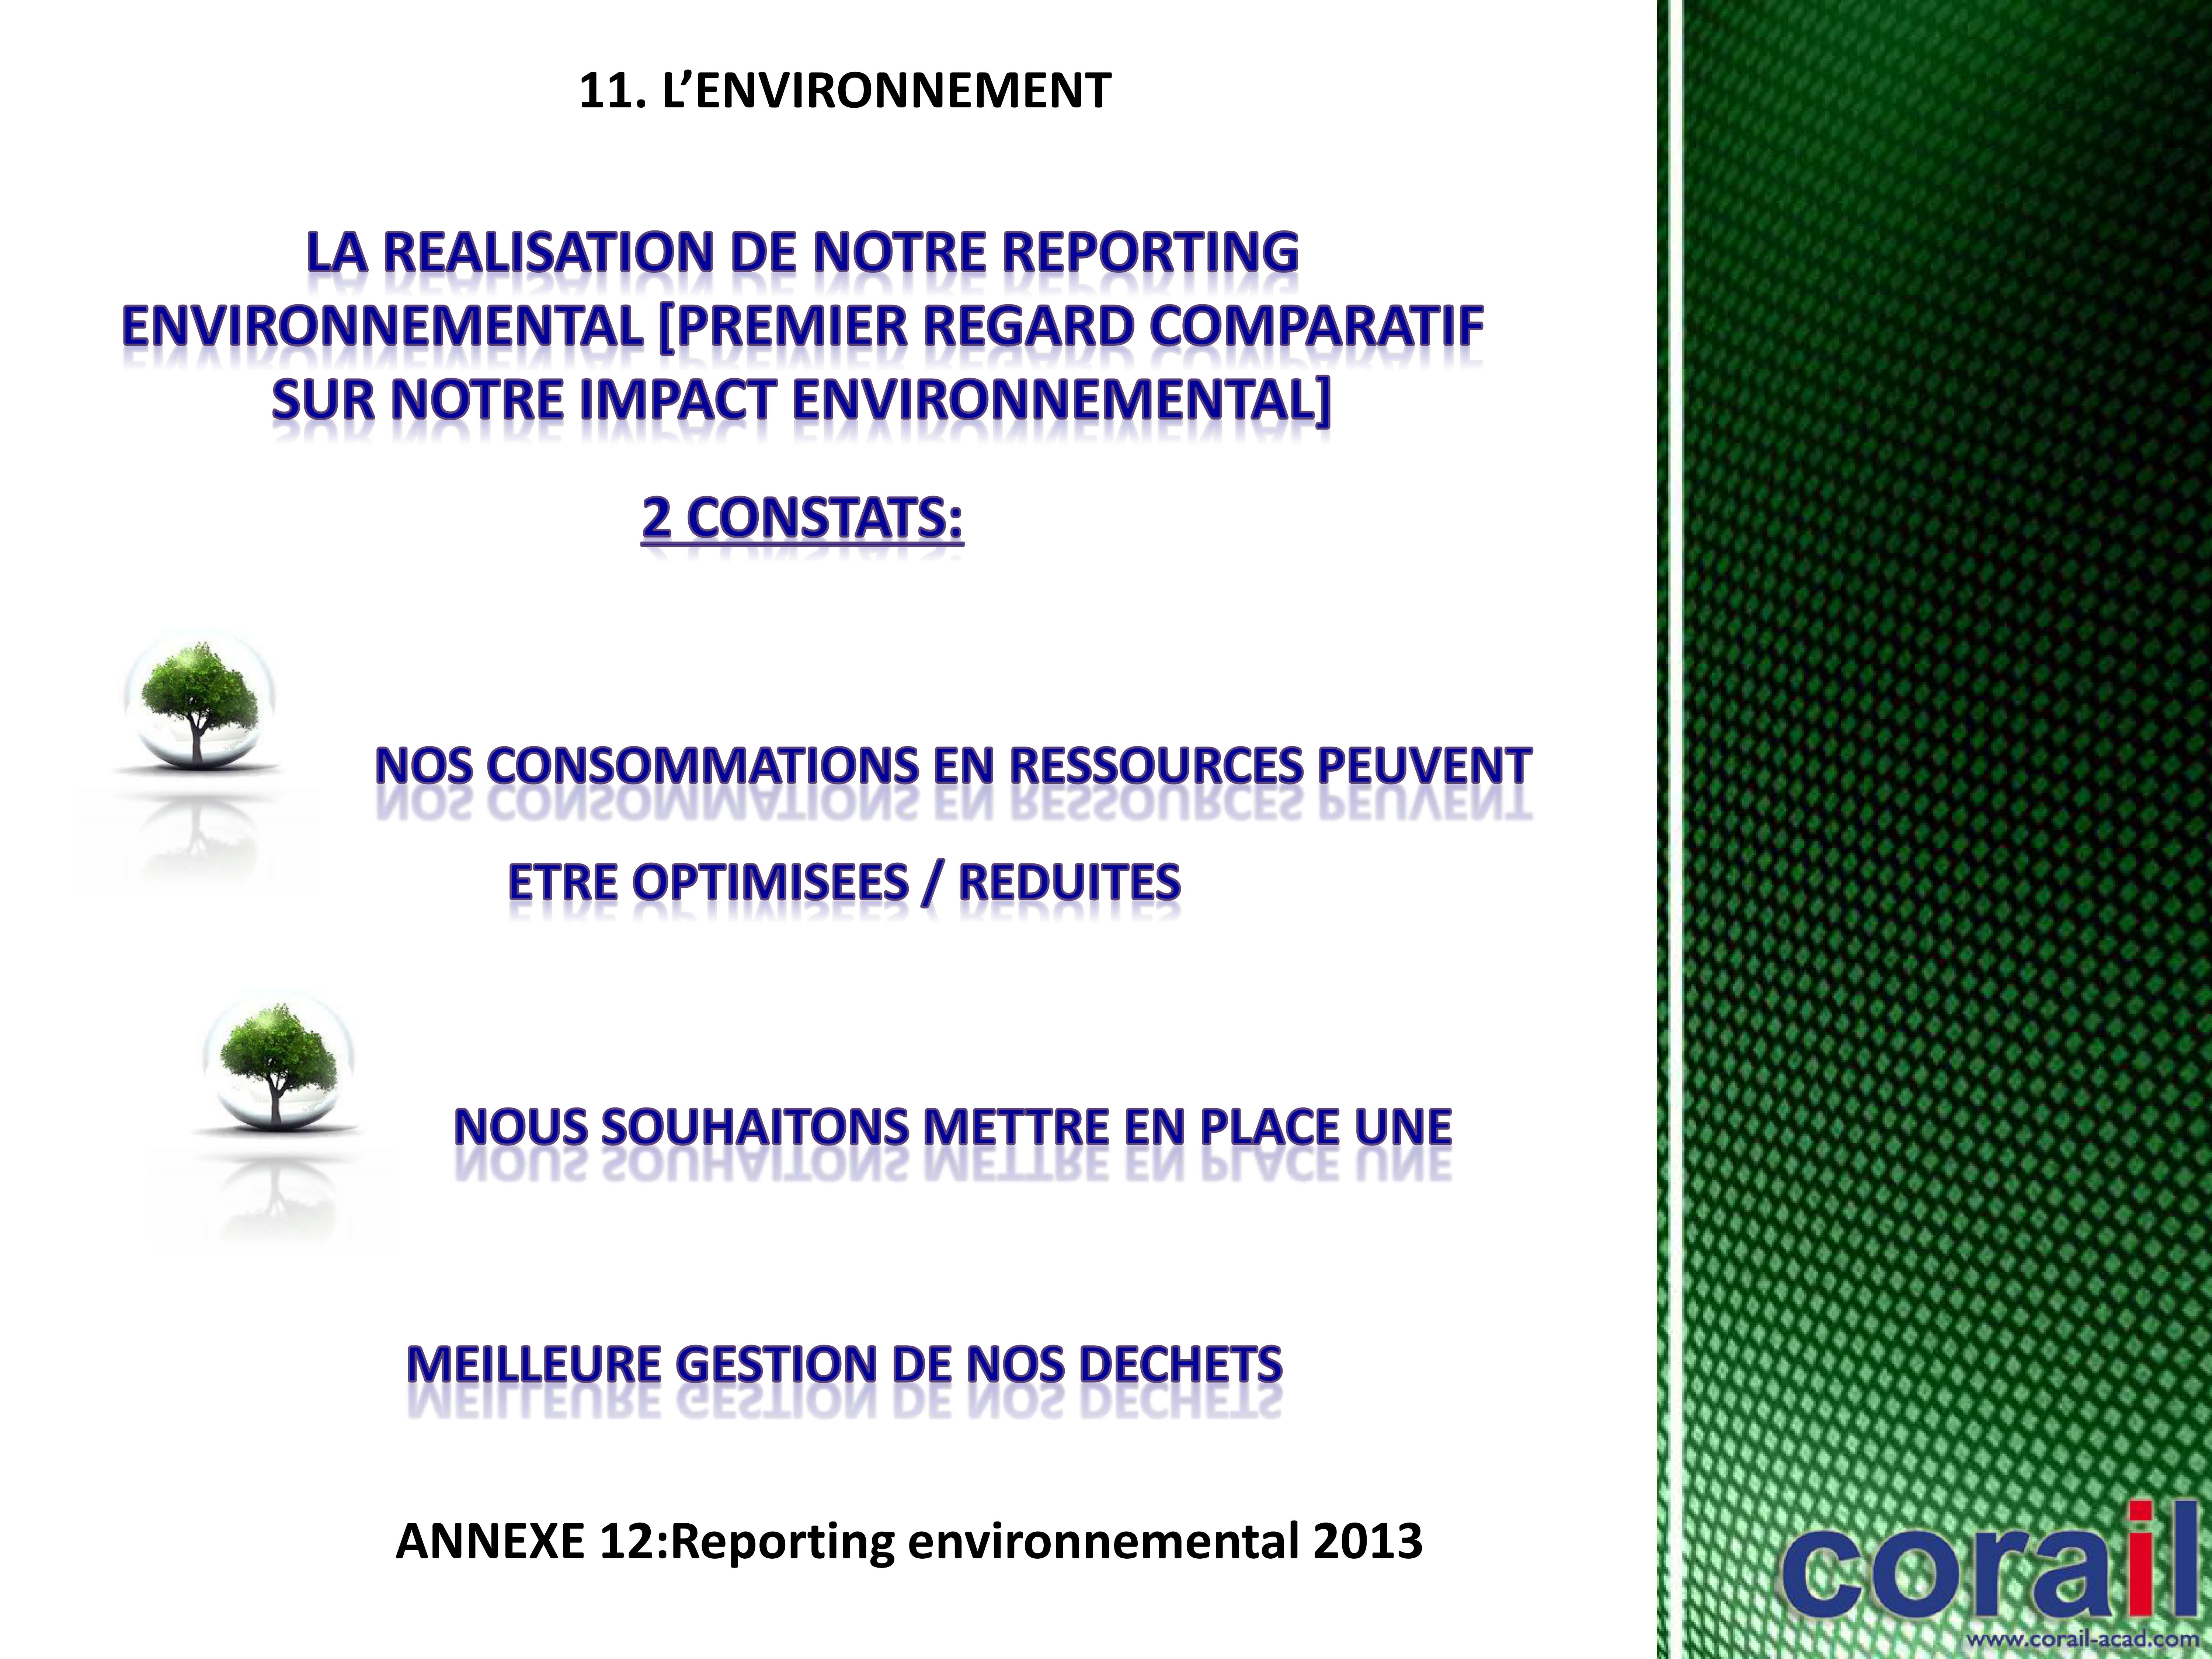 11. L’ENVIRONNEMENT
LA REALISATION DE NOTRE REPORTING
ENVIRONNEMENTAL [PREMIER REGARD COMPARATIF
SUR NOTRE IMPACT ENVIRONNEMENTAL]
2 CONSTATS:
NOS CONSOMMATIONS EN RESSOURCES PEUVENT
ETRE OPTIMISEES / REDUITES
NOUS SOUHAITONS METTRE EN PLACE UNE
MEILLEURE GESTION DE NOS DECHETS
ANNEXE 12:Reporting environnemental 2013
corail
www.corail-acad.com